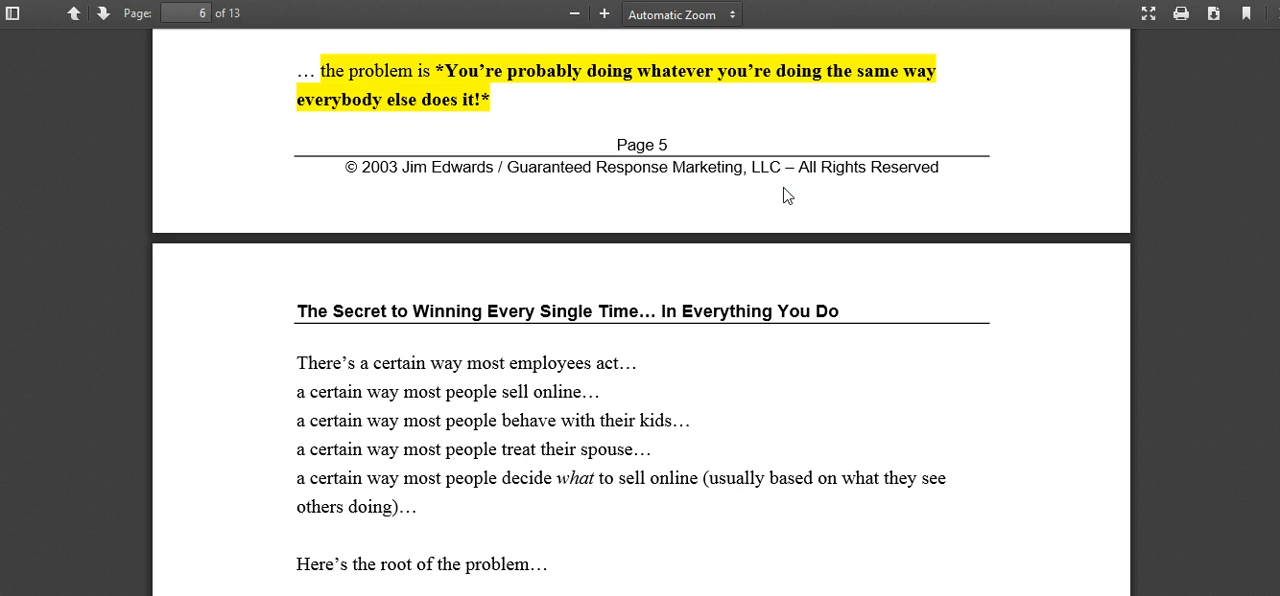 Page:
6
of 13
Automatic Zoom
… the problem is *You’re probably doing whatever you’re doing the same way
everybody else does it!*
Page 5
© 2003 Jim Edwards / Guaranteed Response Marketing, LLC – All Rights Reserved
The Secret to Winning Every Single Time… In Everything You Do
There’s a certain way most employees act…
a certain way most people sell online…
a certain way most people behave with their kids…
a certain way most people treat their spouse…
a certain way most people decide what to sell online (usually based on what they see
others doing)…
Here’s the root of the problem…